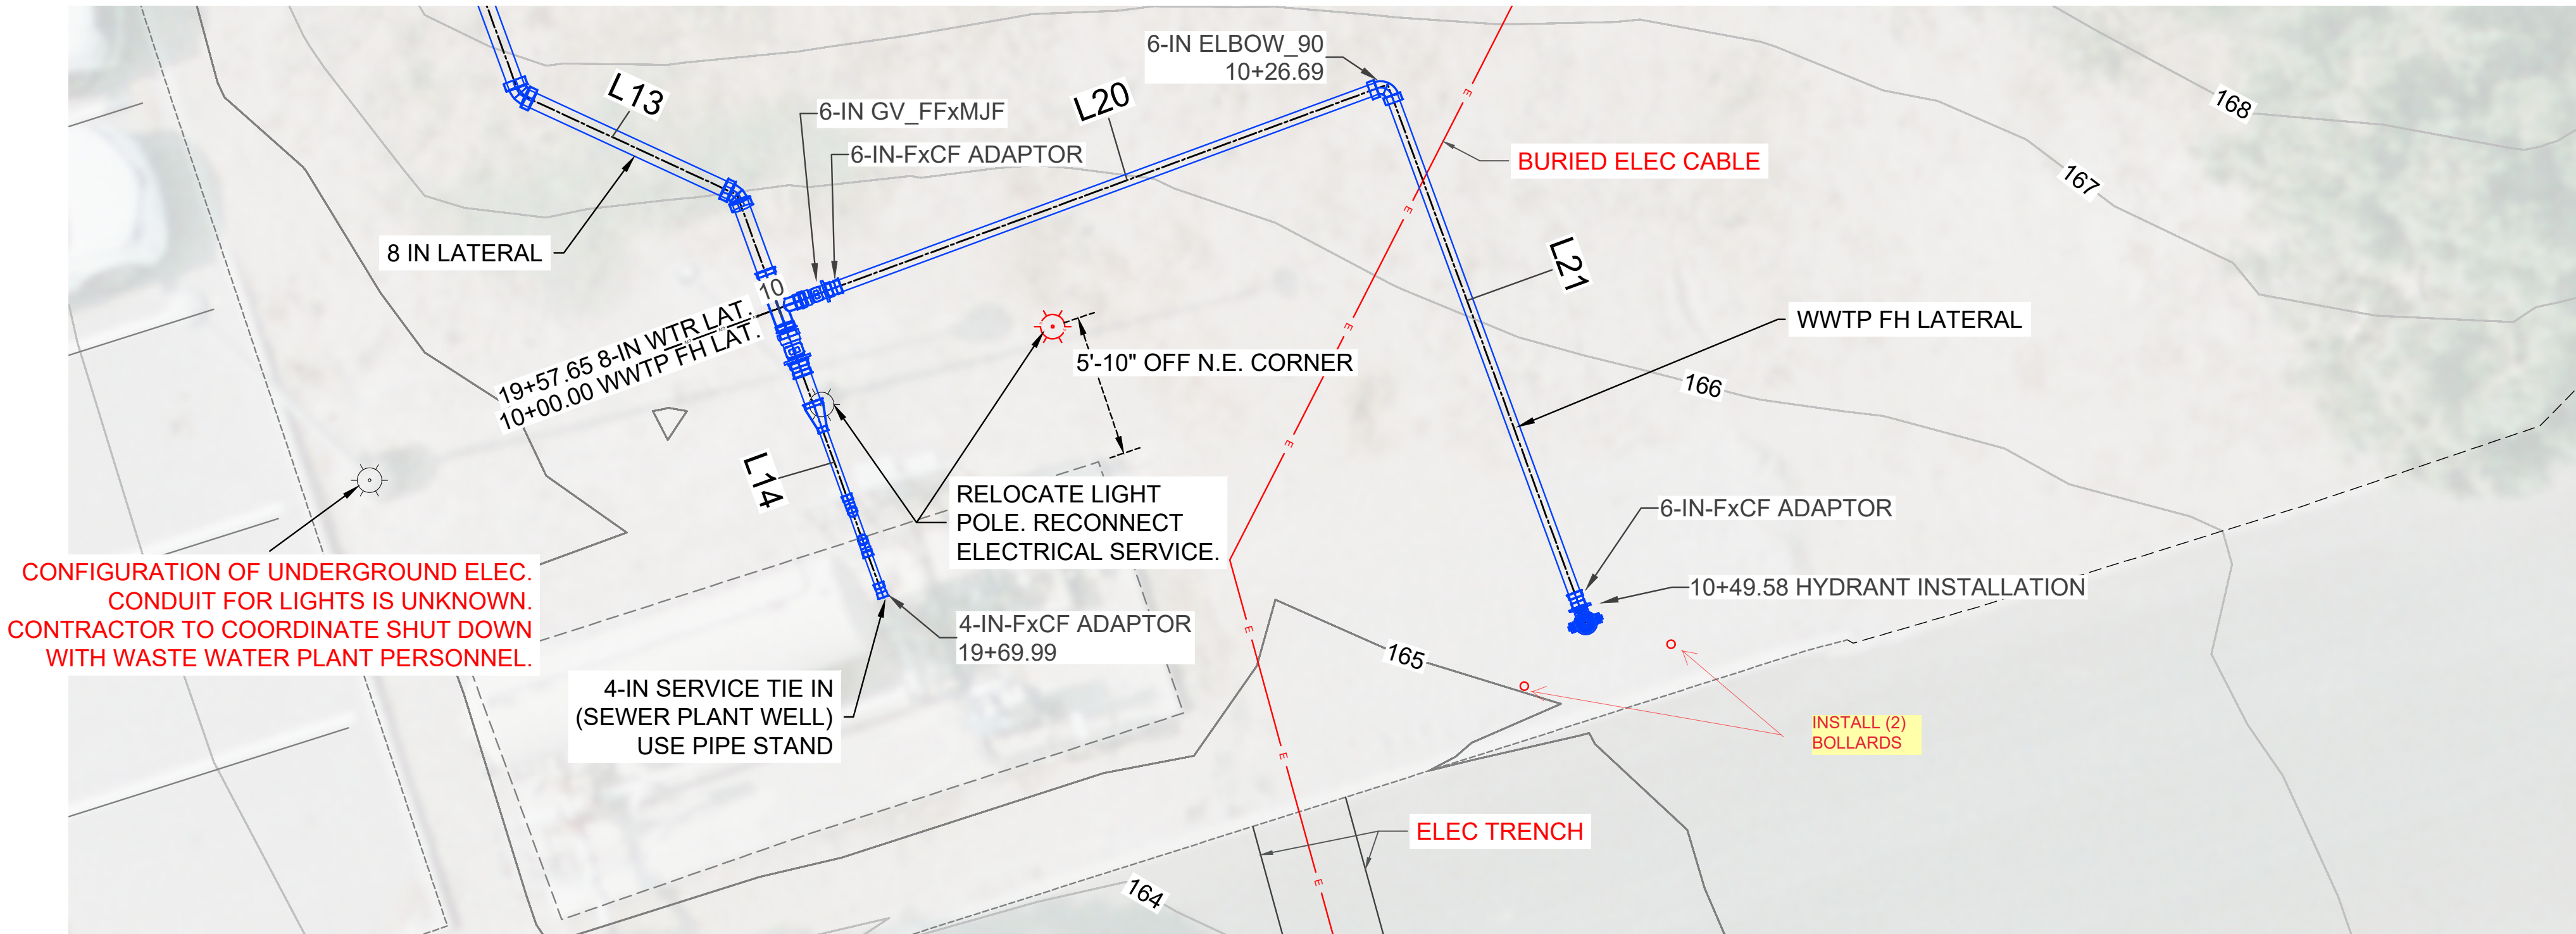 6-IN ELBOW_90
10+26.69
L13
6-IN GV_FFxMJF
L20
168
6-IN-FxCF ADAPTOR
E
BURIED ELEC CABLE
167
E
8 IN LATERAL
L21
10
19+57.65 8-IN WTR LAT.
10+00.00 WWTP FH LAT.
WWTP FH LATERAL
E
5'-10" OFF N.E. CORNER
166
E
L14
RELOCATE LIGHT
POLE. RECONNECT
ELECTRICAL SERVICE.
6-IN-FxCF ADAPTOR
CONFIGURATION OF UNDERGROUND ELEC.
CONDUIT FOR LIGHTS IS UNKNOWN.
CONTRACTOR TO COORDINATE SHUT DOWN
WITH WASTE WATER PLANT PERSONNEL.
10+49.58 HYDRANT INSTALLATION
4-IN-FxCF ADAPTOR
19+69.99
E
165
4-IN SERVICE TIE IN
(SEWER PLANT WELL)
USE PIPE STAND
INSTALL (2)
BOLLARDS
E
ELEC TRENCH
E
164